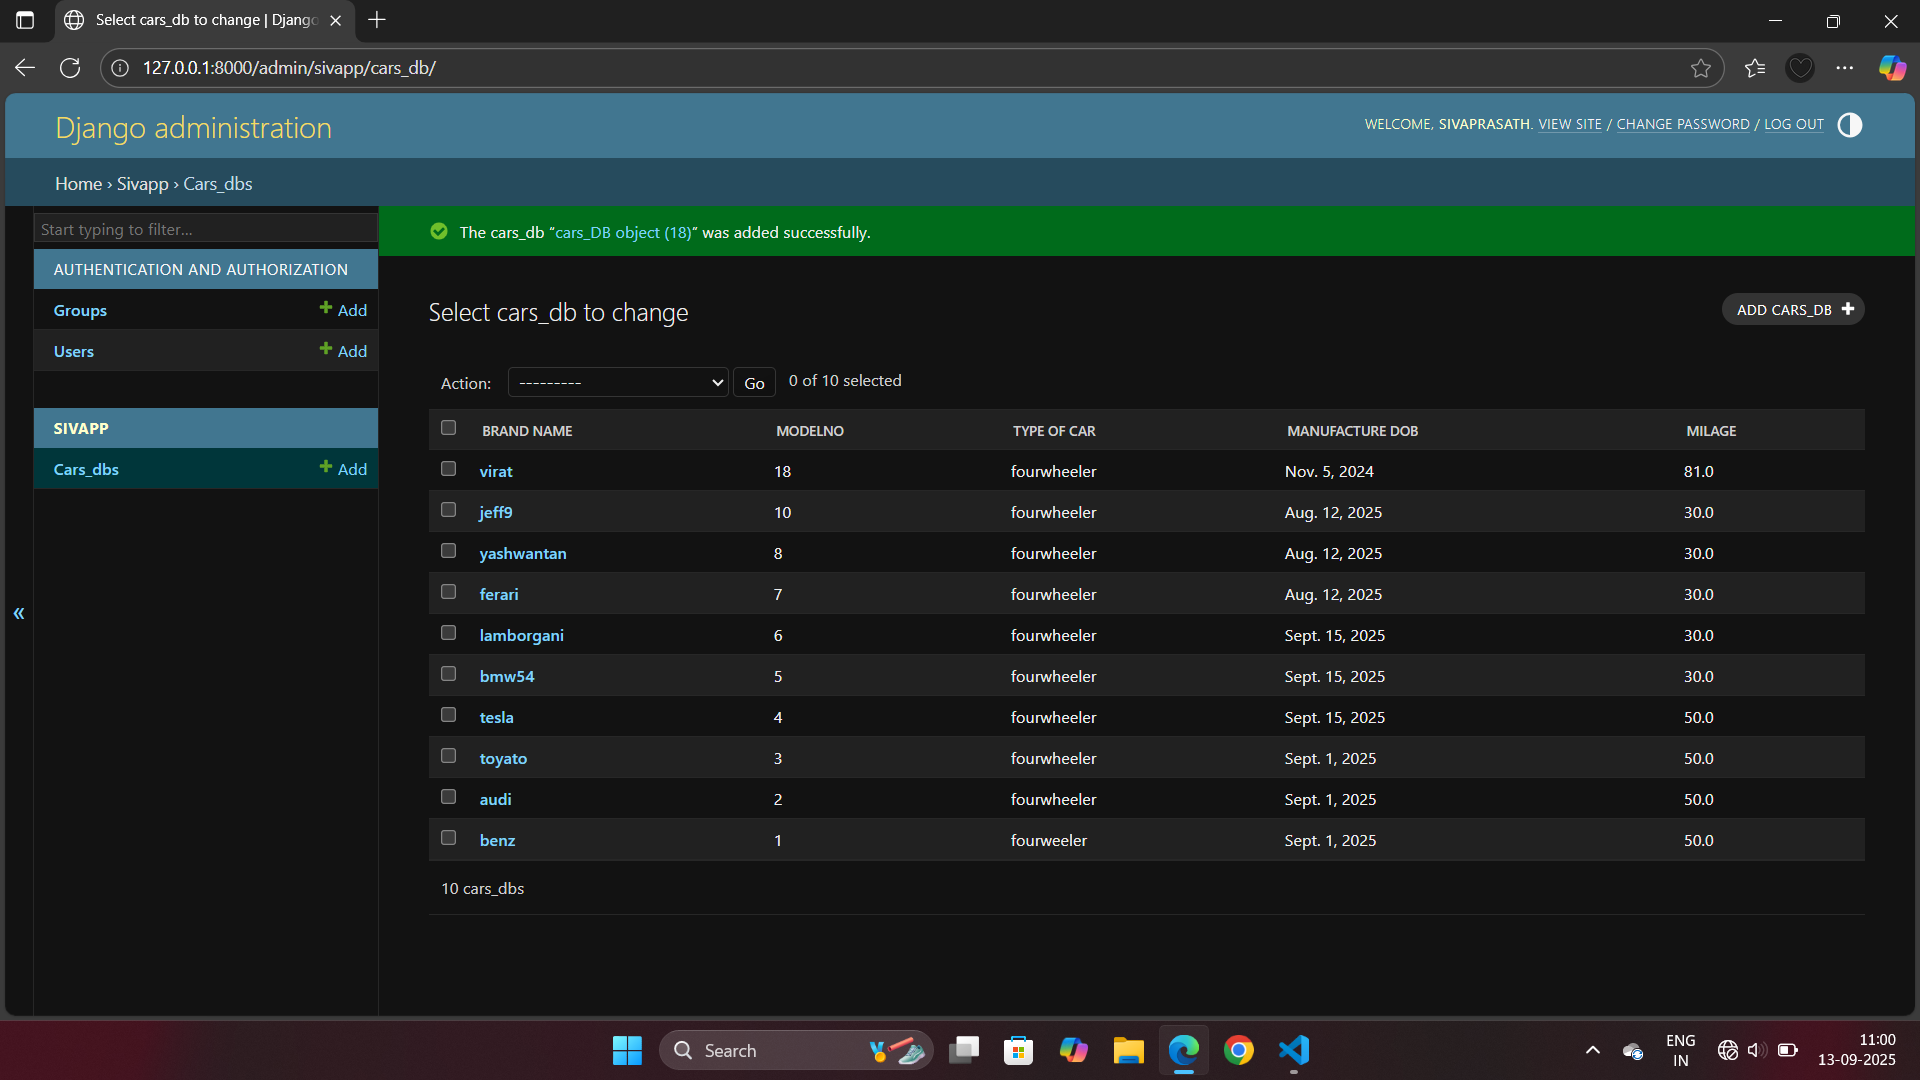 Select cars_db to change | Django
127.0.0.1:8000/admin/sivapp/cars_db/
Django administration
WELCOME, SIVAPRASATH. VIEW SITE / CHANGE PASSWORD / LOG OUT
Home › Sivapp › Cars_dbs
Start typing to filter...
AUTHENTICATION AND AUTHORIZATION
Groups Add
Users Add
SIVAPP
Cars_dbs Add
«
The cars_db “cars_DB object (18)” was added successfully.
Select cars_db to change
ADD CARS_DB
Action: --------- Go 0 of 10 selected
BRAND NAME MODELNO TYPE OF CAR MANUFACTURE DOB MILAGE
virat 18 fourwheeler Nov. 5, 2024 81.0
jeff9 10 fourwheeler Aug. 12, 2025 30.0
yashwantan 8 fourwheeler Aug. 12, 2025 30.0
ferari 7 fourwheeler Aug. 12, 2025 30.0
lamborgani 6 fourwheeler Sept. 15, 2025 30.0
bmw54 5 fourwheeler Sept. 15, 2025 30.0
tesla 4 fourwheeler Sept. 15, 2025 50.0
toyato 3 fourwheeler Sept. 1, 2025 50.0
audi 2 fourwheeler Sept. 1, 2025 50.0
benz 1 fourweeler Sept. 1, 2025 50.0
10 cars_dbs
Search
ENG
IN
11:00
13-09-2025